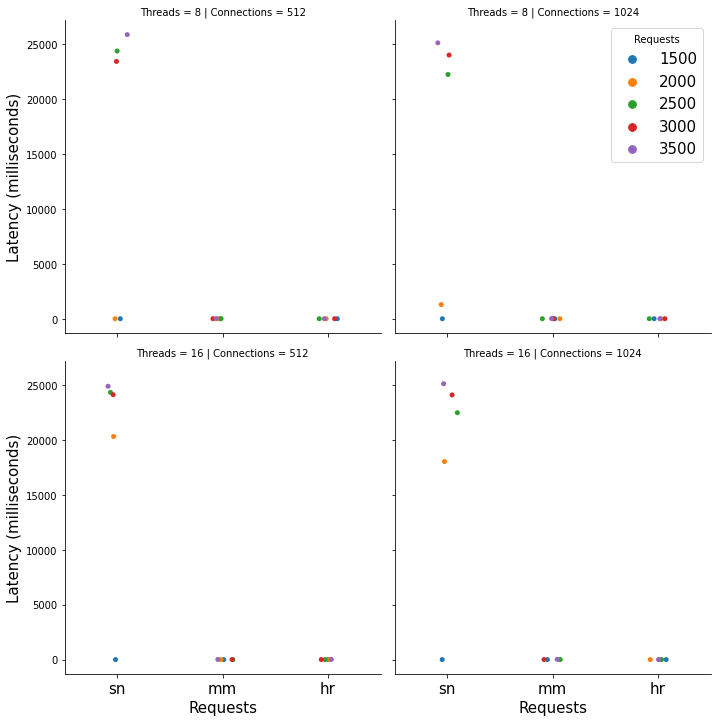 Threads = 8 | Connections = 512
Threads = 8 | Connections = 1024
Latency (milliseconds)
25000
20000
15000
10000
5000
0
Requests
1500
2000
2500
3000
3500
Threads = 16 | Connections = 512
Threads = 16 | Connections = 1024
Latency (milliseconds)
25000
20000
15000
10000
5000
0
sn mm hr
Requests
sn mm hr
Requests